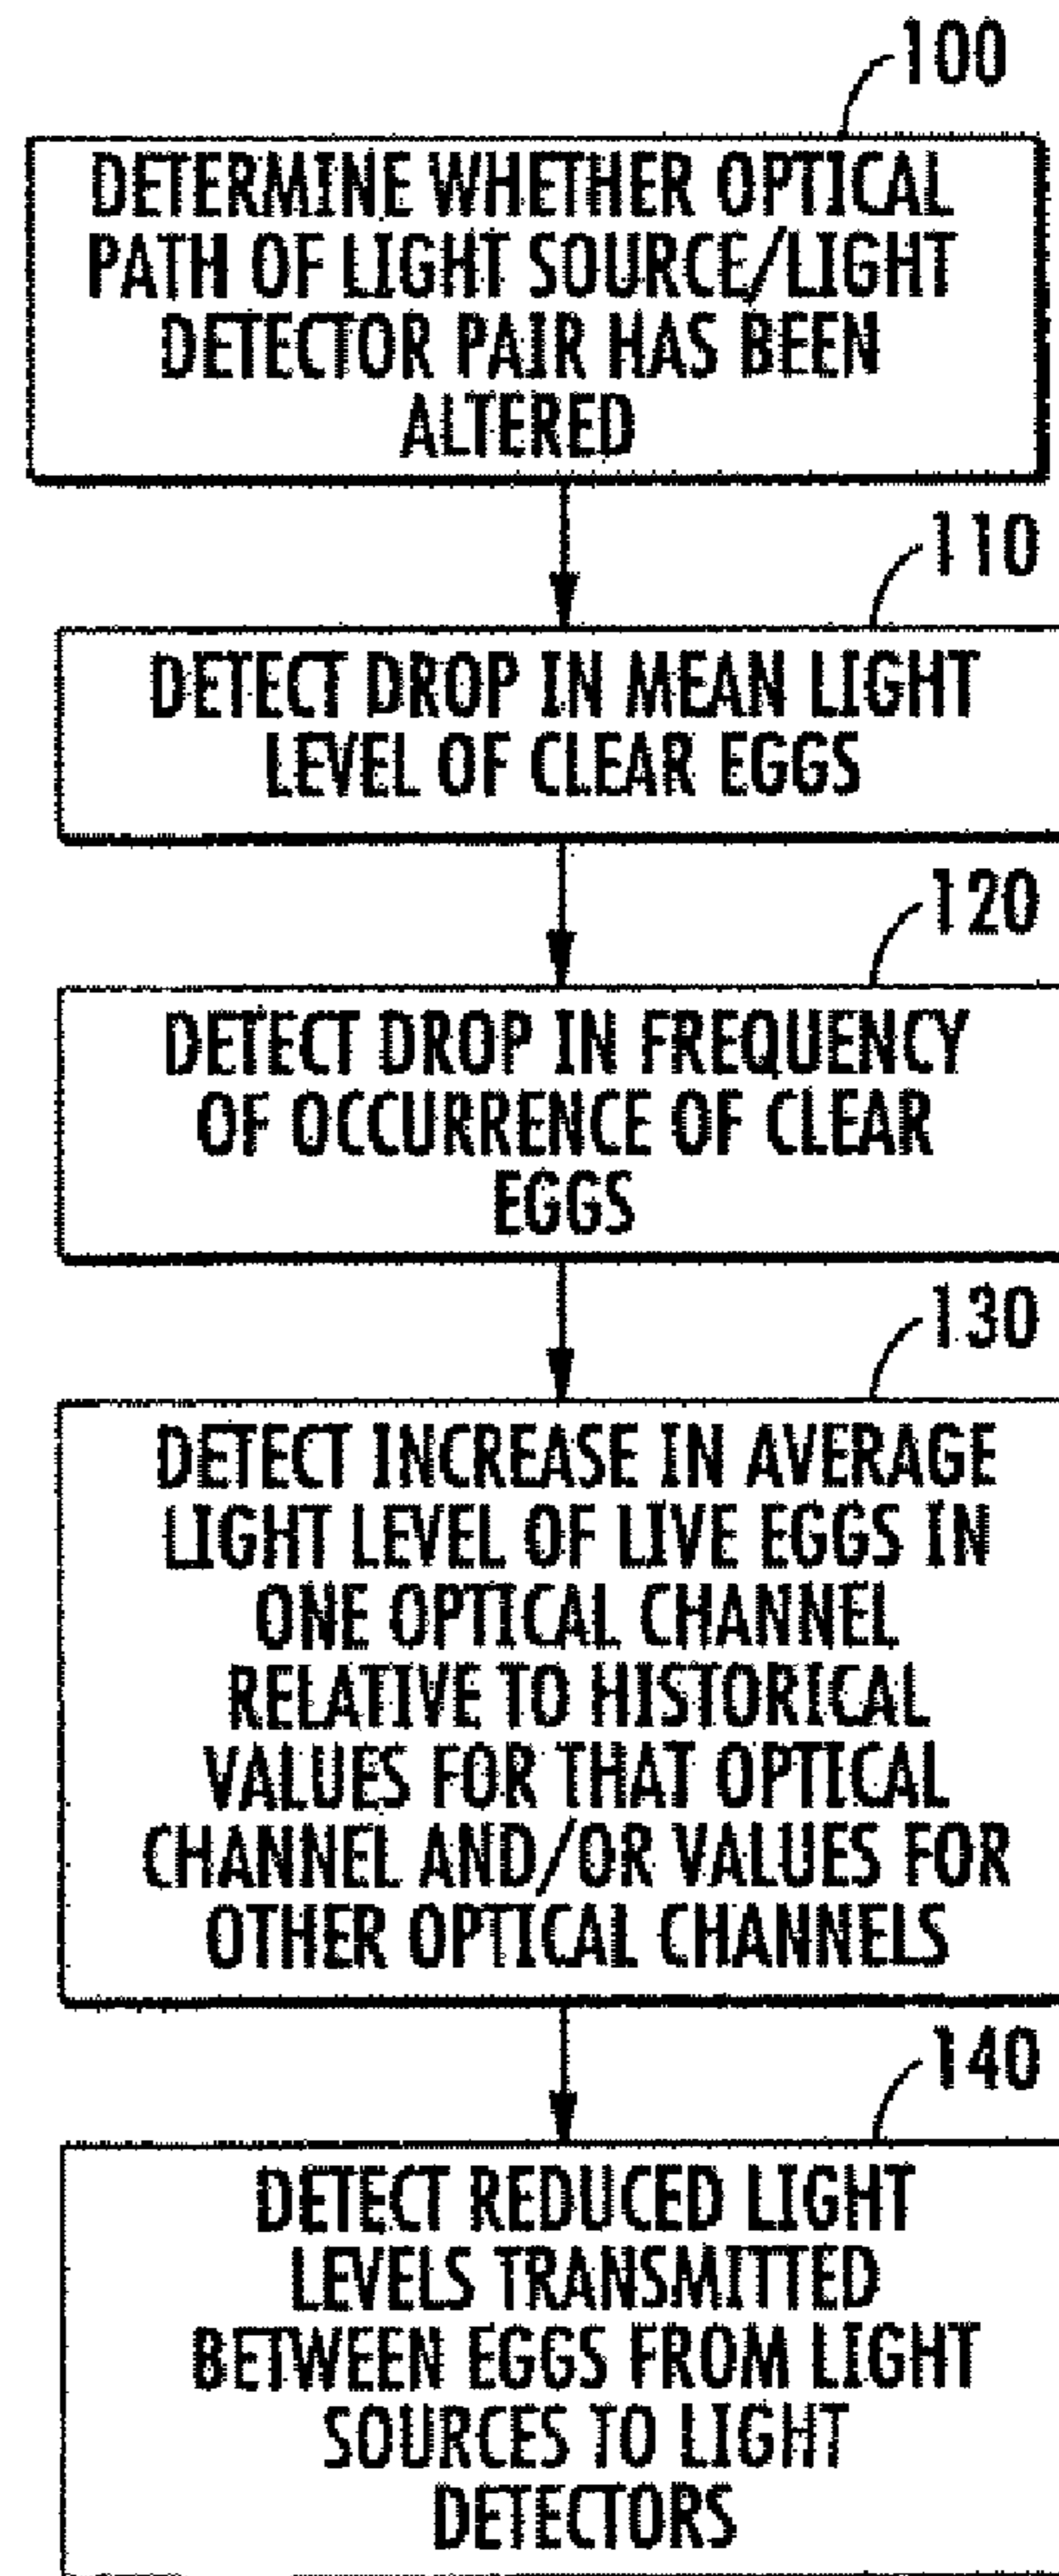 100
DETERMINE WHETHER OPTICAL
PATH OF LIGHT SOURCE/LIGHT
DETECTOR PAIR HAS BEEN
ALTERED
110
DETECT DROP IN MEAN LIGHT
LEVEL OF CLEAR EGGS
120
DETECT DROP IN FREQUENCY
OF OCCURRENCE OF CLEAR
EGGS
130
DETECT INCREASE IN AVERAGE
LIGHT LEVEL OF LIVE EGGS IN
ONE OPTICAL CHANNEL
RELATIVE TO HISTORICAL
VALUES FOR THAT OPTICAL
CHANNEL AND/OR VALUES FOR
OTHER OPTICAL CHANNELS
140
DETECT REDUCED LIGHT
LEVELS TRANSMITTED
BETWEEN EGGS FROM LIGHT
SOURCES TO LIGHT
DETECTORS